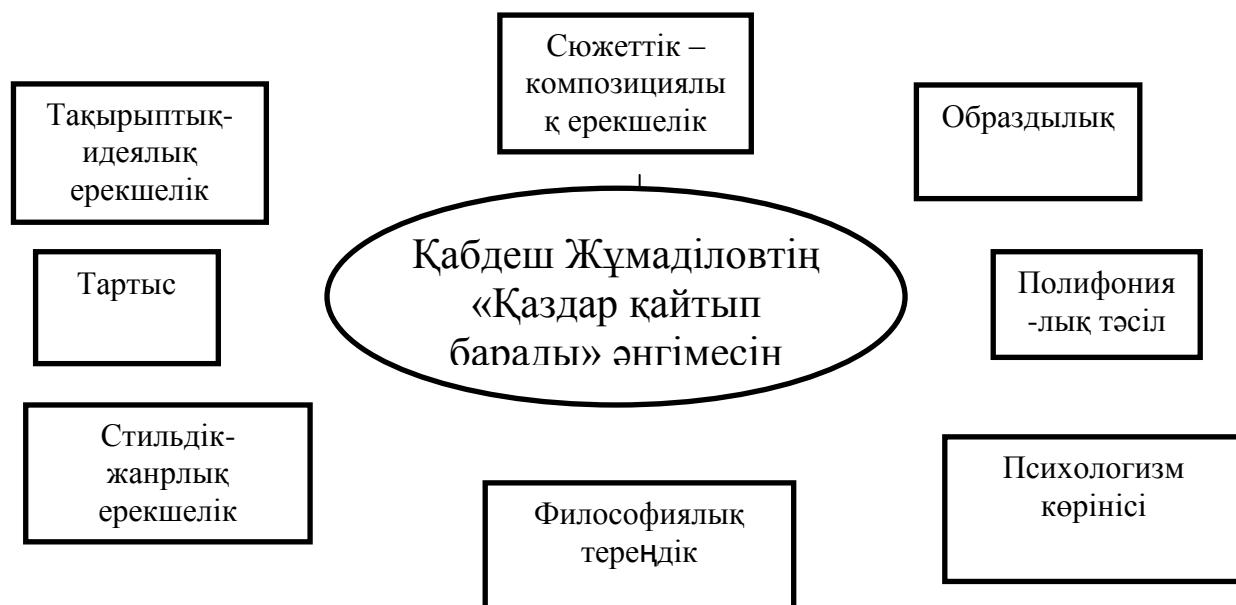 Сюжеттік –
композициялы
қ ерекшелік
Тақырыптық-
идеялық
ерекшелік
Образдылық
Қабдеш Жұмаділовтің
«Қаздар қайтып
барады» әңгімесін
Тартыс
Полифония
-лық тәсіл
Стильдік-
жанрлық
ерекшелік
Философиялық
тереңдік
Психологизм
көрінісі